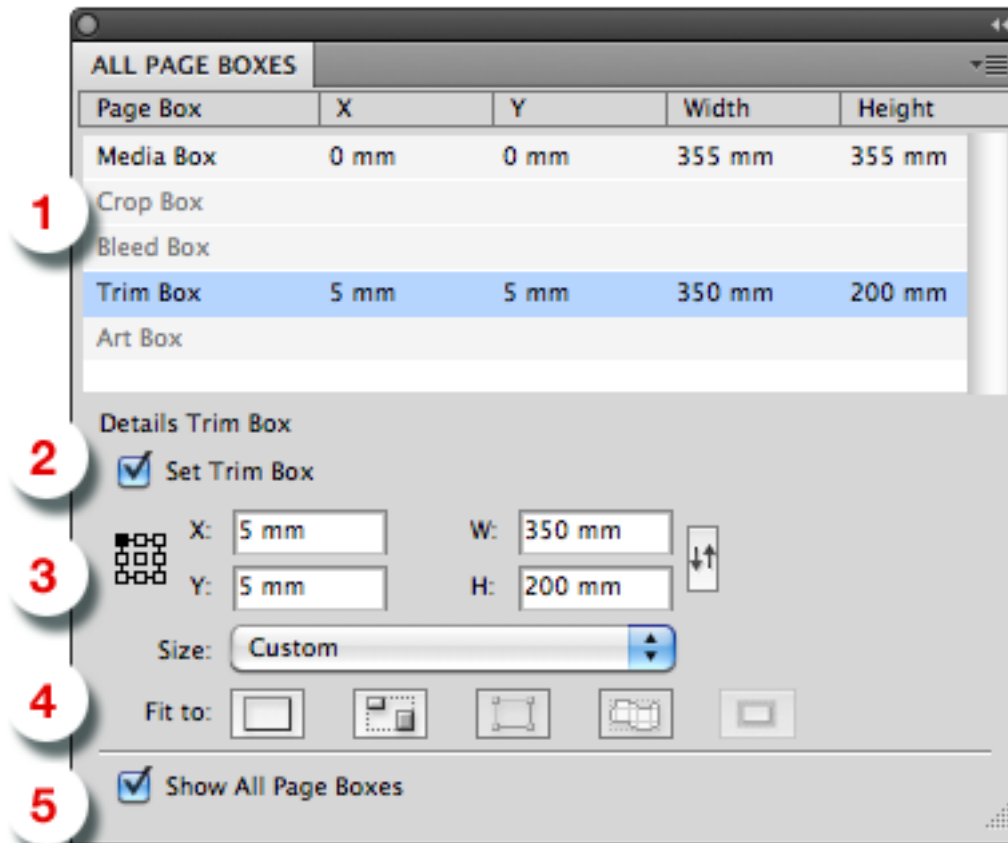 ALL PAGE BOXES
Page Box X Y Width Height
Media Box 0 mm 0 mm 355 mm 355 mm
1
Crop Box
Bleed Box
Trim Box 5 mm 5 mm 350 mm 200 mm
Art Box
Details Trim Box
2
Set Trim Box
X: 5 mm W: 350 mm
3
Y: 5 mm H: 200 mm
Size: Custom
4
Fit to:
5
Show All Page Boxes